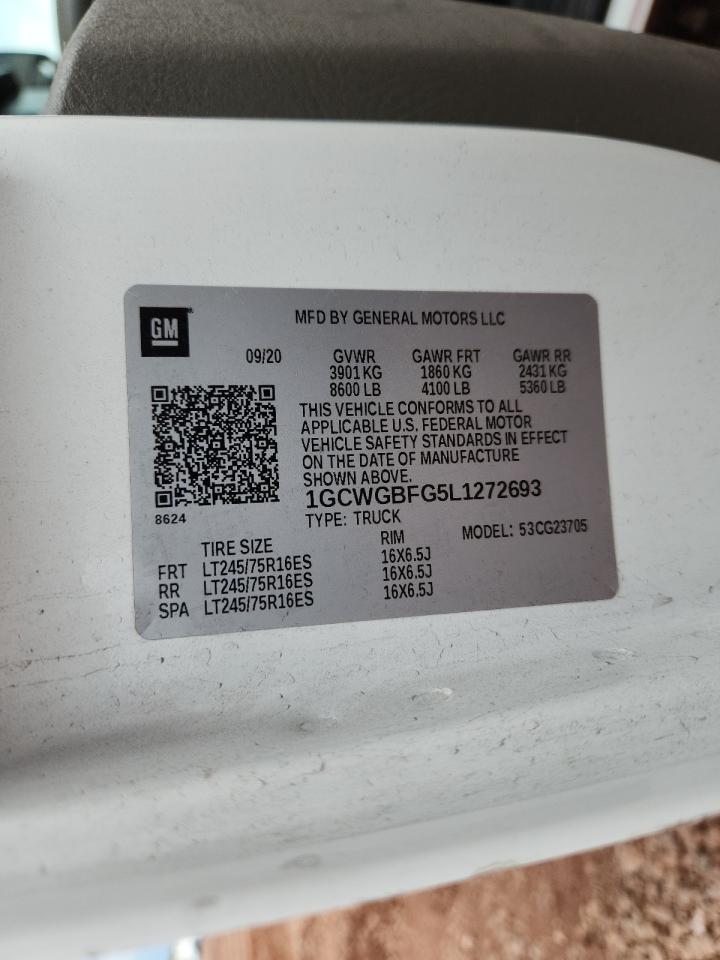 GM
MFD BY GENERAL MOTORS LLC
09/20 GVWR GAWR FRT GAWR RR
3901 KG 1860 KG 2431 KG
8600 LB 4100 LB 5360 LB
THIS VEHICLE CONFORMS TO ALL
APPLICABLE U.S. FEDERAL MOTOR
VEHICLE SAFETY STANDARDS IN EFFECT
ON THE DATE OF MANUFACTURE
SHOWN ABOVE.
1GCWGBFG5L1272693
8624
TYPE: TRUCK
MODEL: 53CG23705
TIRE SIZE RIM
FRT LT245/75R16ES 16X6.5J
RR LT245/75R16ES 16X6.5J
SPA LT245/75R16ES 16X6.5J